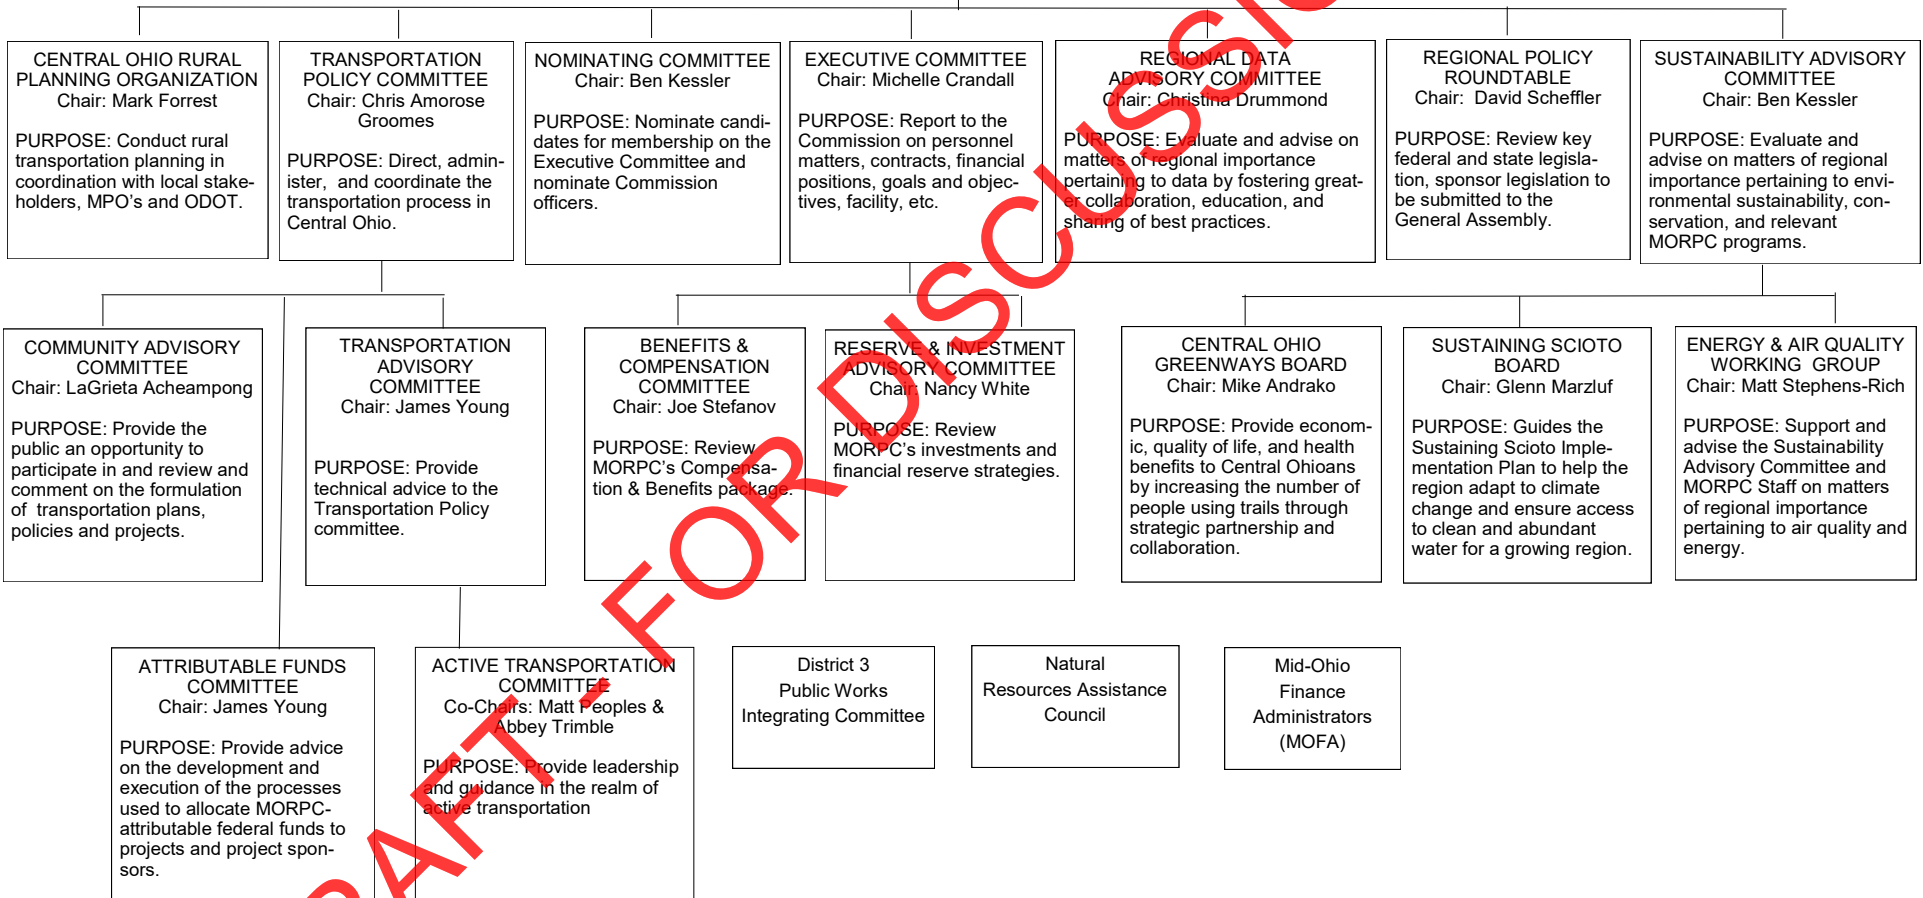 CENTRAL OHIO RURAL
PLANNING ORGANIZATION
Chair: Mark Forrest
PURPOSE: Conduct rural
transportation planning in
coordination with local stake-
holders, MPO's and ODOT.
TRANSPORTATION
POLICY COMMITTEE
Chair: Chris Amorose
Groomes
PURPOSE: Direct, admin-
ister,  and coordinate the
transportation process in
Central Ohio.
NOMINATING COMMITTEE
Chair: Ben Kessler
PURPOSE: Nominate candi-
dates for membership on the
Executive Committee and
nominate Commission
officers.
EXECUTIVE COMMITTEE
Chair: Michelle Crandall
PURPOSE: Report to the
Commission on personnel
matters, contracts, financial
positions, goals and objec-
tives, facility, etc.
REGIONAL DATA
ADVISORY COMMITTEE
Chair: Christina Drummond
PURPOSE: Evaluate and advise on
matters of regional importance
pertaining to data by fostering great-
er collaboration, education, and
sharing of best practices.
REGIONAL POLICY
ROUNDTABLE
Chair:  David Scheffler
PURPOSE: Review key
federal and state legisla-
tion, sponsor legislation to
be submitted to the
General Assembly.
SUSTAINABILITY ADVISORY
COMMITTEE
Chair: Ben Kessler
PURPOSE: Evaluate and
advise on matters of regional
importance pertaining to envi-
ronmental sustainability, con-
servation, and relevant
MORPC programs.
COMMUNITY ADVISORY
COMMITTEE
Chair: LaGrieta Acheampong
PURPOSE: Provide the
public an opportunity to
participate in and review and
comment on the formulation
of  transportation plans,
policies and projects.
TRANSPORTATION
ADVISORY
COMMITTEE
Chair: James Young
PURPOSE: Provide
technical advice to the
Transportation Policy
committee.
BENEFITS &
COMPENSATION
COMMITTEE
Chair: Joe Stefanov
PURPOSE: Review
MORPC's Compensa-
tion & Benefits package.
RESERVE & INVESTMENT
ADVISORY COMMITTEE
Chair: Nancy White
PURPOSE: Review
MORPC's investments and
financial reserve strategies.
CENTRAL OHIO
GREENWAYS BOARD
Chair: Mike Andrako
PURPOSE: Provide econom-
ic, quality of life, and health
benefits to Central Ohioans
by increasing the number of
people using trails through
strategic partnership and
collaboration.
SUSTAINING SCIOTO
BOARD
Chair: Glenn Marzluf
PURPOSE: Guides the
Sustaining Scioto Imple-
mentation Plan to help the
region adapt to climate
change and ensure access
to clean and abundant
water for a growing region.
ENERGY & AIR QUALITY
WORKING  GROUP
Chair: Matt Stephens-Rich
PURPOSE: Support and
advise the Sustainability
Advisory Committee and
MORPC Staff on matters
of regional importance
pertaining to air quality and
energy.
ATTRIBUTABLE FUNDS
COMMITTEE
Chair: James Young
PURPOSE: Provide advice
on the development and
execution of the processes
used to allocate MORPC-
attributable federal funds to
projects and project spon-
sors.
ACTIVE TRANSPORTATION
COMMITTEE
Co-Chairs: Matt Peoples &
Abbey Trimble
PURPOSE: Provide leadership
and guidance in the realm of
active transportation
District 3
Public Works
Integrating Committee
Natural
Resources Assistance
Council
Mid-Ohio
Finance
Administrators
(MOFA)
RAFT - FOR DISCUSSIO